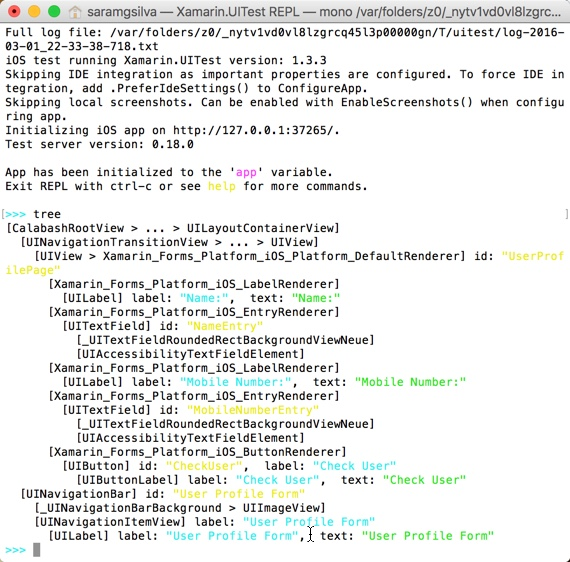 saramgsilva — Xamarin.UITest REPL — mono /var/folders/z0/_nytv1vd0vl8lzgrc...
Full log file: /var/folders/z0/_nytv1vd0vl8lzgrcq45l3p00000gn/T/uitest/log-2016-
03-01_22-33-38-718.txt
iOS test running Xamarin.UITest version: 1.3.3
Skipping IDE integration as important properties are configured. To force IDE in
tegration, add .PreferIdeSettings() to ConfigureApp.
Skipping local screenshots. Can be enabled with EnableScreenshots() when configu
ring app.
Initializing iOS app on http://127.0.0.1:37265/.
Test server version: 0.18.0
App has been initialized to the 'app' variable.
Exit REPL with ctrl-c or see help for more commands.
>>> tree
[CalabashRootView > ... > UILayoutContainerView]
[UINavigationTransitionView > ... > UIView]
[UIView > Xamarin_Forms_Platform_iOS_Platform_DefaultRenderer] id: "UserProf
ilePage"
[Xamarin_Forms_Platform_iOS_LabelRenderer]
[UILabel] label: "Name:",  text: "Name:"
[Xamarin_Forms_Platform_iOS_EntryRenderer]
[UITextField] id: "NameEntry"
[_UITextFieldRoundedRectBackgroundViewNeue]
[UIAccessibilityTextFieldElement]
[Xamarin_Forms_Platform_iOS_LabelRenderer]
[UILabel] label: "Mobile Number:",  text: "Mobile Number:"
[Xamarin_Forms_Platform_iOS_EntryRenderer]
[UITextField] id: "MobileNumberEntry"
[_UITextFieldRoundedRectBackgroundViewNeue]
[UIAccessibilityTextFieldElement]
[Xamarin_Forms_Platform_iOS_ButtonRenderer]
[UIButton] id: "CheckUser",  label: "Check User"
[UIButtonLabel] label: "Check User",  text: "Check User"
[UINavigationBar] id: "User Profile Form"
[_UINavigationBarBackground > UIImageView]
[UINavigationItemView] label: "User Profile Form"
[UILabel] label: "User Profile Form",  text: "User Profile Form"
>>>